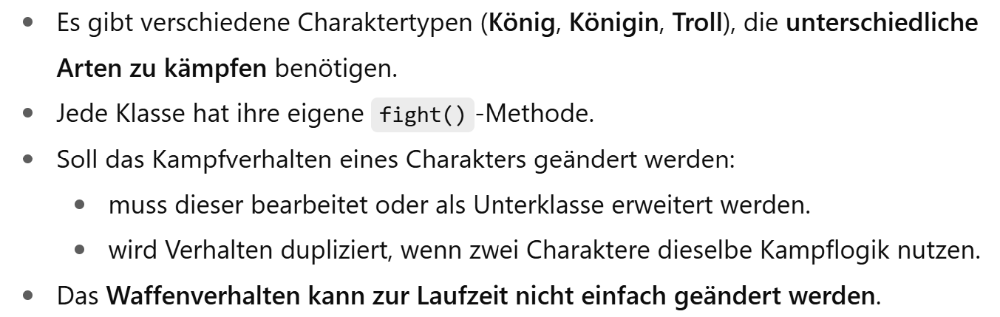 Es gibt verschiedene Charaktertypen (König, Königin, Troll), die unterschiedliche
Arten zu kämpfen benötigen.
Jede Klasse hat ihre eigene fight() -Methode.
Soll das Kampfverhalten eines Charakters geändert werden:
muss dieser bearbeitet oder als Unterklasse erweitert werden.
wird Verhalten dupliziert, wenn zwei Charaktere dieselbe Kampflogik nutzen.
Das Waffenverhalten kann zur Laufzeit nicht einfach geändert werden.